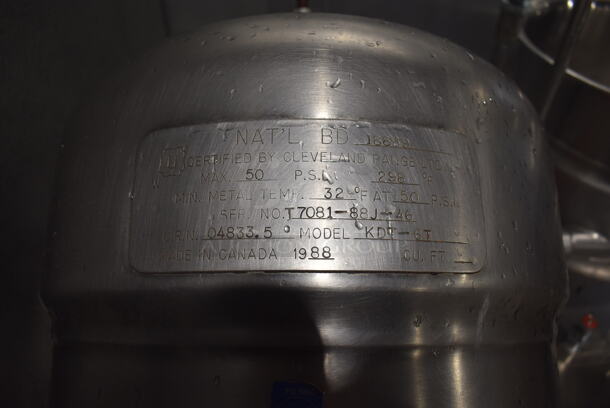 NAT'L BD
CERTIFIED BY CLEVELAND RANGE LTD
MAX. 50 P.S.I. 298 °F
MIN. METAL TEMP. 32 °F AT 50 P.S.I.
SER. NO. T7081-88J-46
C.R.N. 04833.5 MODEL KDT-6T
MADE IN CANADA 1988 CU. FT.